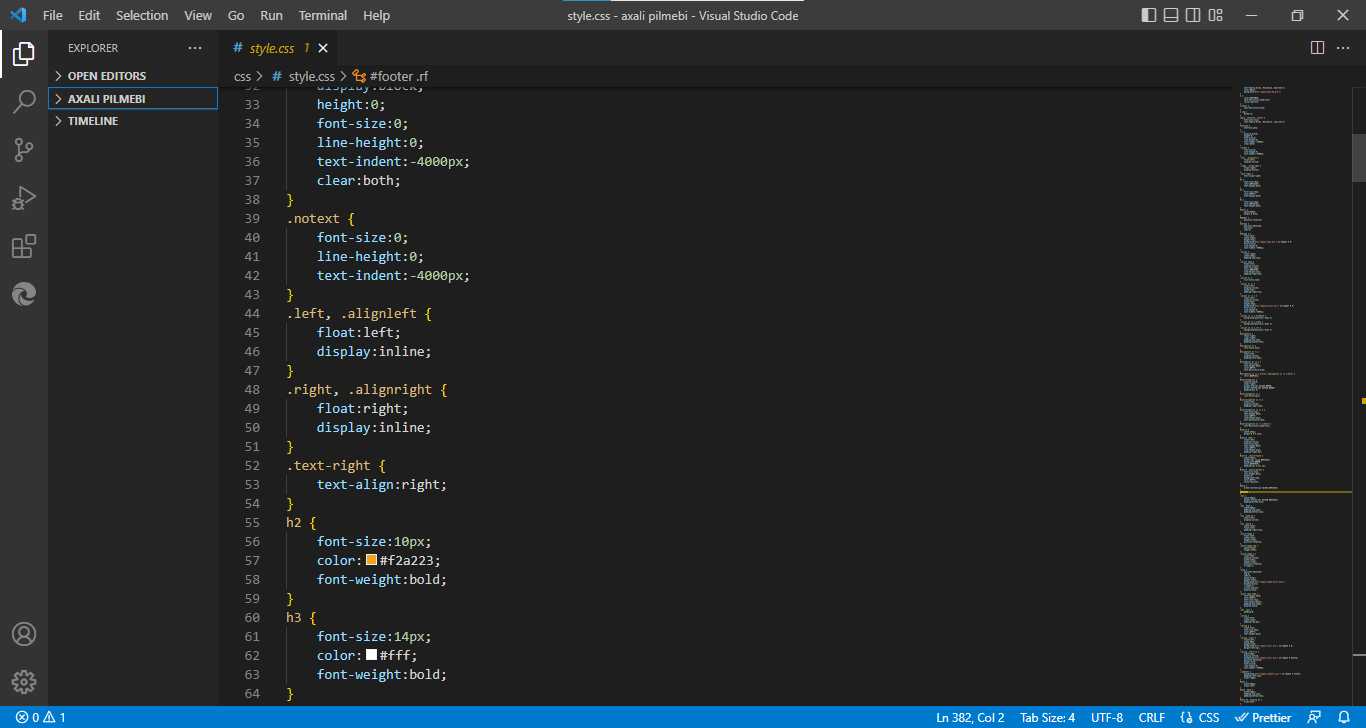 File Edit Selection View Go Run Terminal Help
style.css - axali pilmebi - Visual Studio Code
EXPLORER
OPEN EDITORS
AXALI PILMEBI
TIMELINE
# style.css 1
css > # style.css > #footer .rf
32 display:block;
33 height:0;
34 font-size:0;
35 line-height:0;
36 text-indent:-4000px;
37 clear:both;
38 }
39 .notext {
40 font-size:0;
41 line-height:0;
42 text-indent:-4000px;
43 }
44 .left, .alignleft {
45 float:left;
46 display:inline;
47 }
48 .right, .alignright {
49 float:right;
50 display:inline;
51 }
52 .text-right {
53 text-align:right;
54 }
55 h2 {
56 font-size:10px;
57 color:#f2a223;
58 font-weight:bold;
59 }
60 h3 {
61 font-size:14px;
62 color:#fff;
63 font-weight:bold;
64 }
0 1
Ln 382, Col 2 Tab Size: 4 UTF-8 CRLF {} CSS Prettier